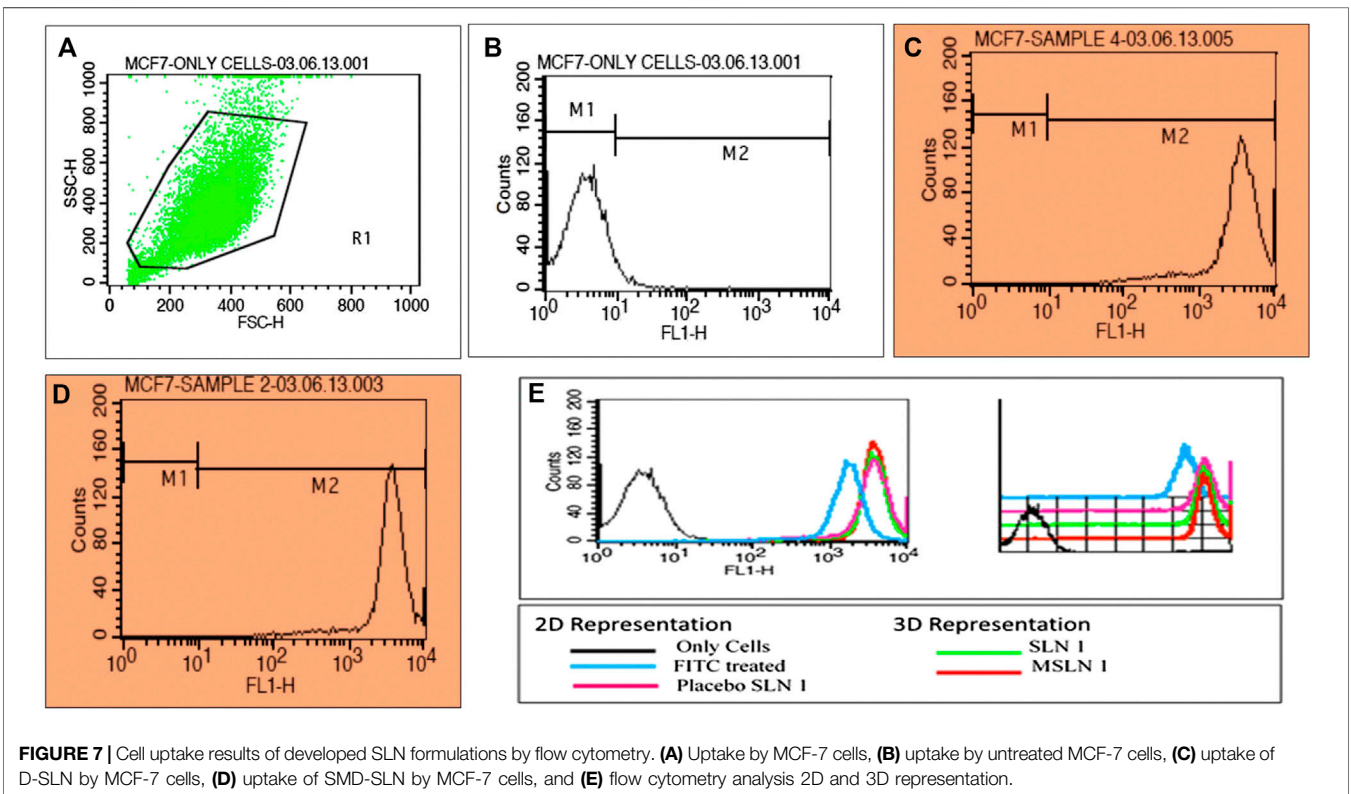 A
MCF7-ONLY CELLS-03.06.13.001
SSC-H
1000
800
600
400
200
0
R1
0 200 400 600 800 1000
FSC-H
B
MCF7-ONLY CELLS-03.06.13.001
Counts
200
160
120
80
40
0
M1
M2
10^0 10^1 10^2 10^3 10^4
FL1-H
C
MCF7-SAMPLE 4-03.06.13.005
Counts
200
160
120
80
40
0
M1
M2
10^0 10^1 10^2 10^3 10^4
FL1-H
D
MCF7-SAMPLE 2-03.06.13.003
Counts
200
160
120
80
40
0
M1
M2
10^0 10^1 10^2 10^3 10^4
FL1-H
E
Counts
200
160
120
80
40
0
10^0 10^1 10^2 10^3 10^4
FL1-H
2D Representation 3D Representation
Only Cells SLN 1
FITC treated MSLN 1
Placebo SLN 1
FIGURE 7 | Cell uptake results of developed SLN formulations by flow cytometry. (A) Uptake by MCF-7 cells, (B) uptake by untreated MCF-7 cells, (C) uptake of
D-SLN by MCF-7 cells, (D) uptake of SMD-SLN by MCF-7 cells, and (E) flow cytometry analysis 2D and 3D representation.